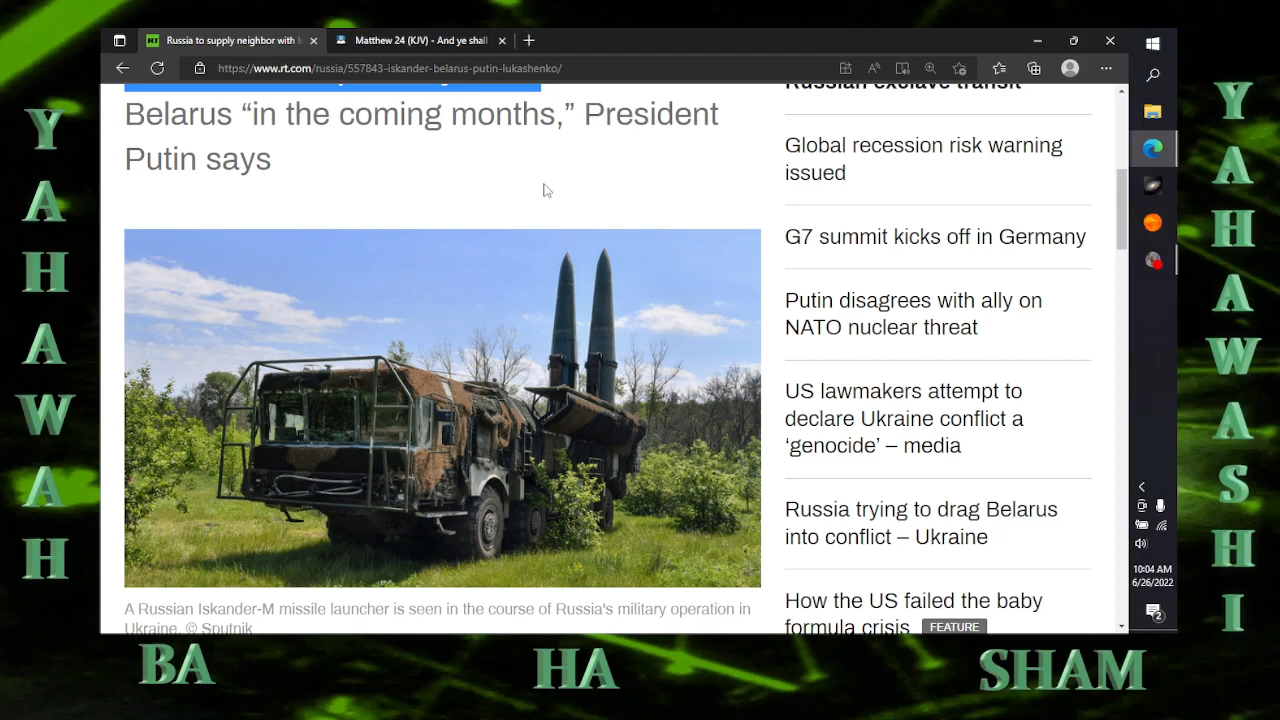 YAHAWAH
Russia to supply neighbor with
Matthew 24 (KJV) - And ye shall
https://www.rt.com/russia/557843-iskander-belarus-putin-lukashenko/
Belarus “in the coming months,” President
Putin says
A Russian Iskander-M missile launcher is seen in the course of Russia's military operation in
Ukraine. © Sputnik
Russian exclave transit
Global recession risk warning
issued
G7 summit kicks off in Germany
Putin disagrees with ally on
NATO nuclear threat
US lawmakers attempt to
declare Ukraine conflict a
‘genocide’ – media
Russia trying to drag Belarus
into conflict – Ukraine
How the US failed the baby
formula crisis FEATURE
10:04 AM
6/26/2022
2
YAHAWASHI
BA HA SHAM